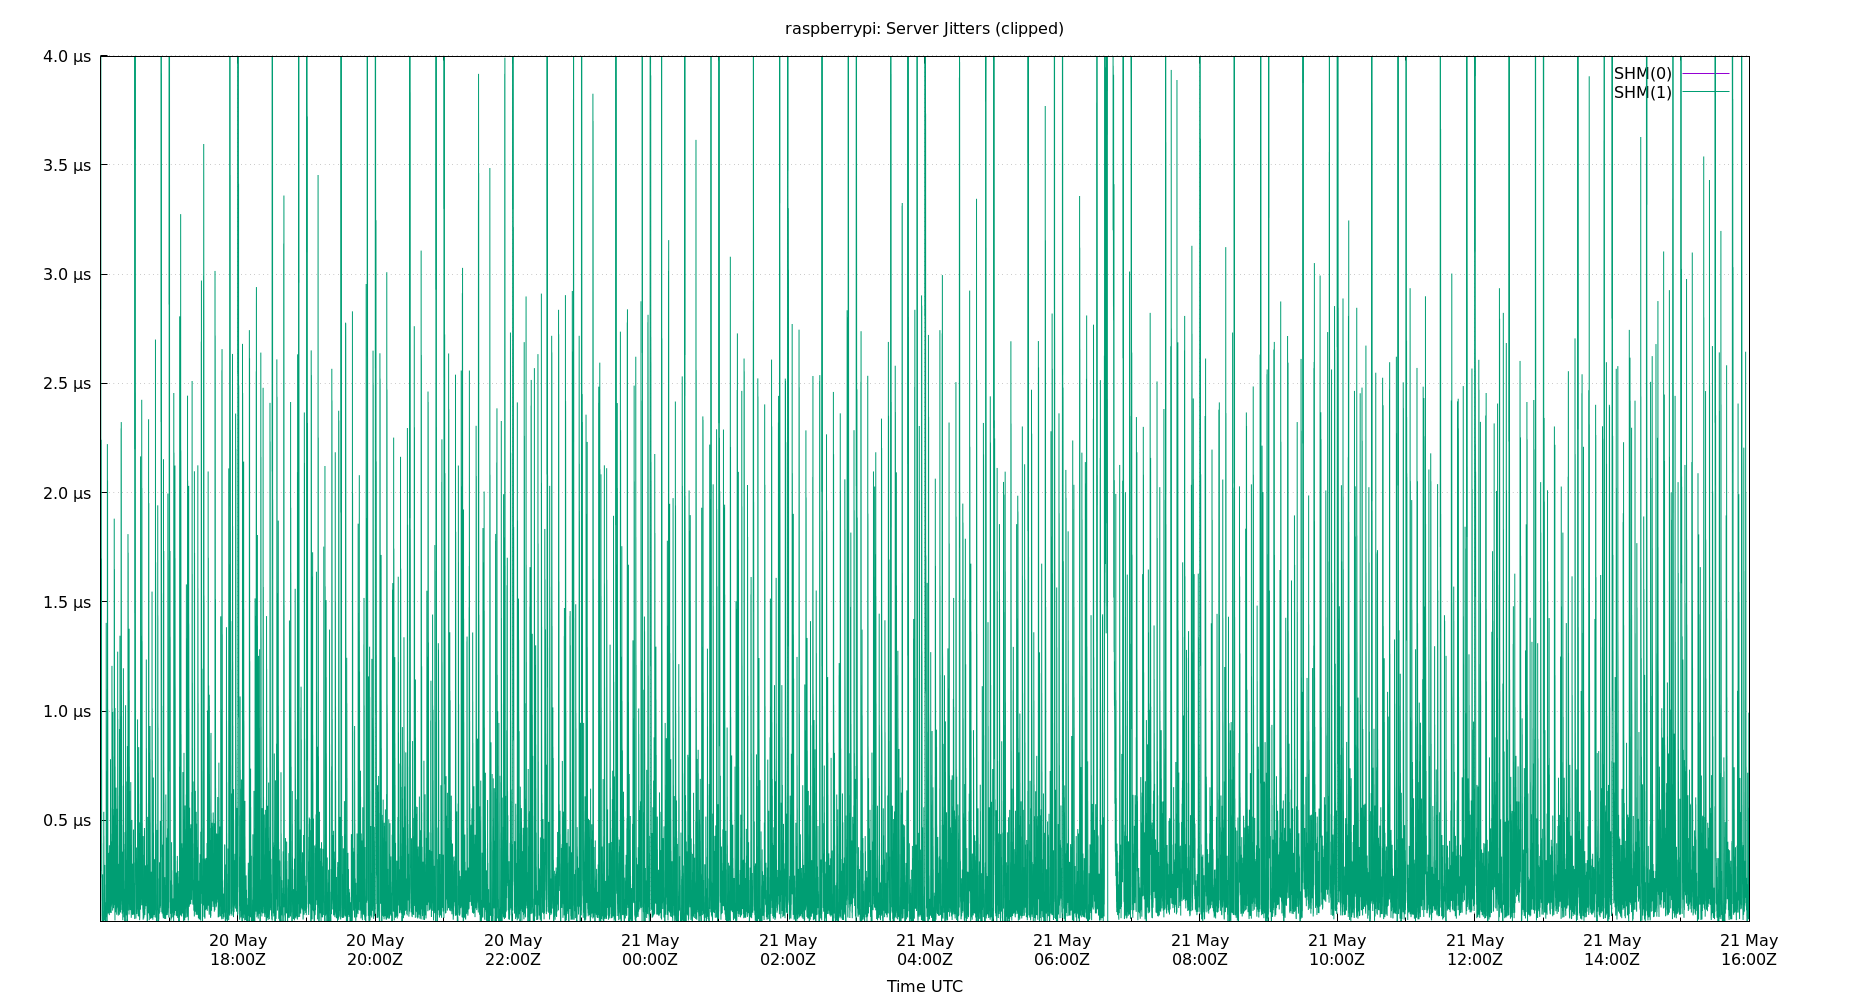 raspberrypi: Server Jitters (clipped)
4.0 µs
3.5 µs
3.0 µs
2.5 µs
2.0 µs
1.5 µs
1.0 µs
0.5 µs
SHM(0)
SHM(1)
20 May 20 May 20 May 21 May 21 May 21 May 21 May 21 May 21 May 21 May 21 May 21 May
18:00Z 20:00Z 22:00Z 00:00Z 02:00Z 04:00Z 06:00Z 08:00Z 10:00Z 12:00Z 14:00Z 16:00Z
Time UTC